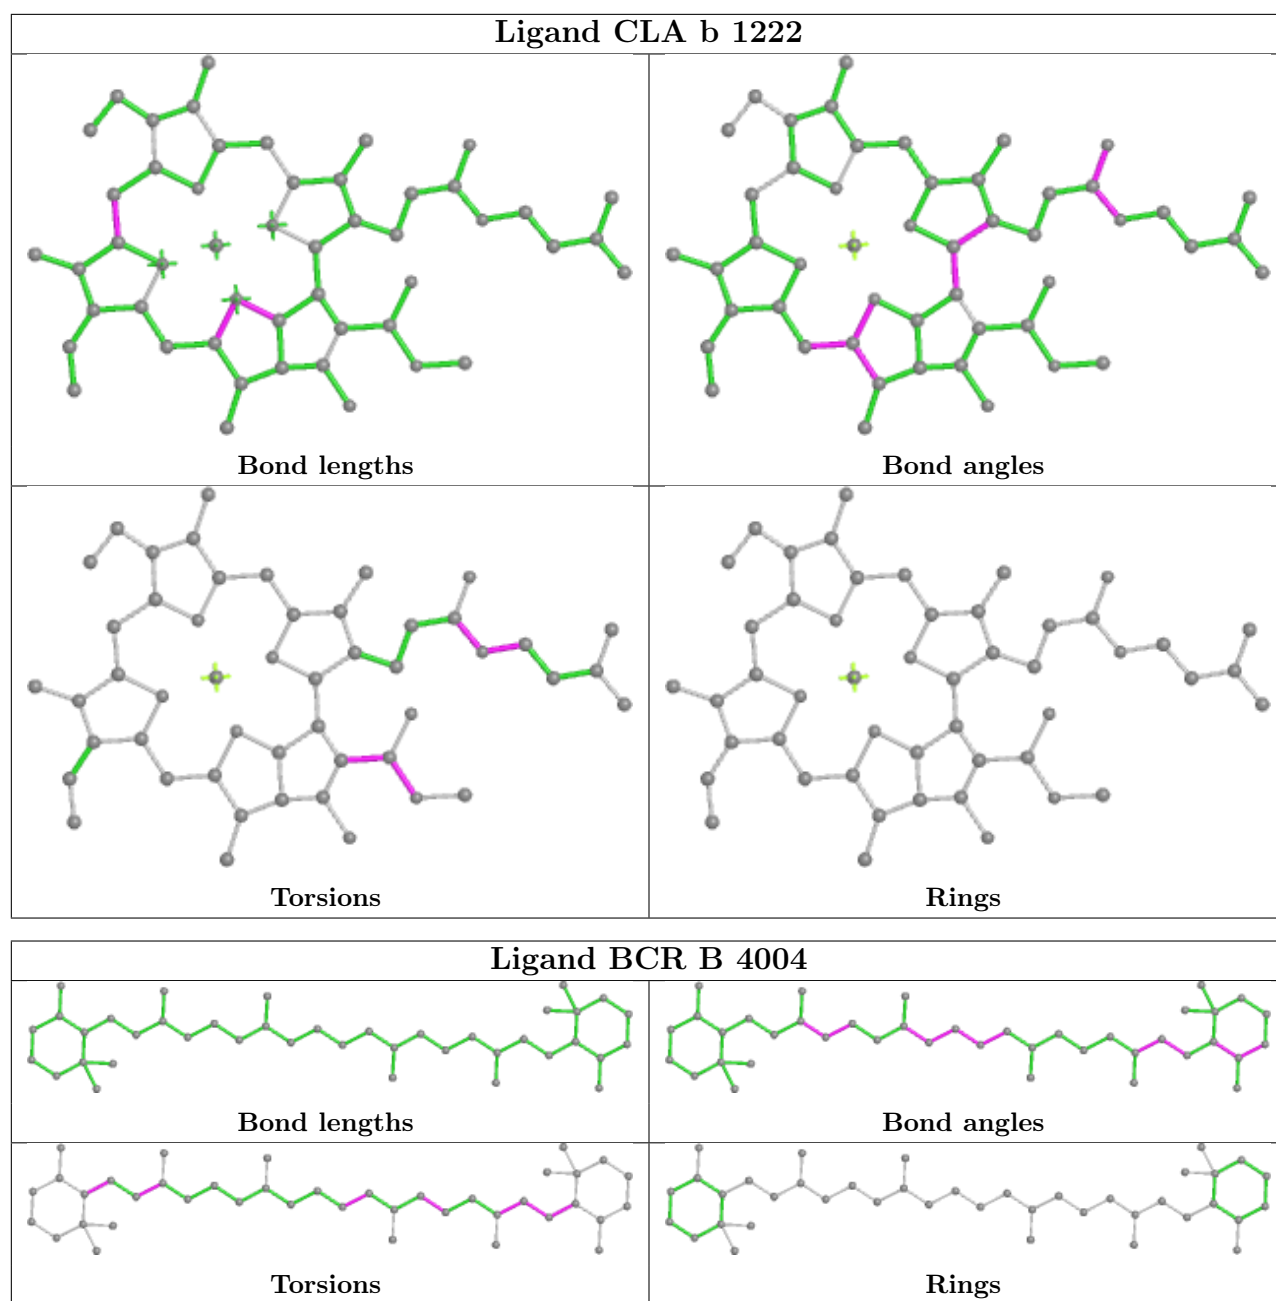 Ligand CLA b 1222
Bond lengths
Bond angles
Torsions
Rings
Ligand BCR B 4004
Bond lengths
Bond angles
Torsions
Rings